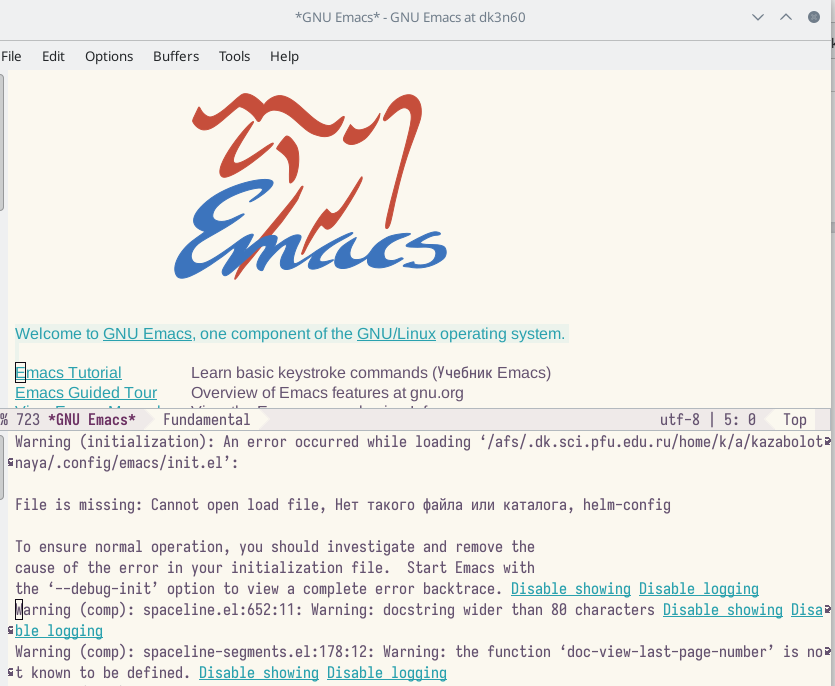 *GNU Emacs* - GNU Emacs at dk3n60
File Edit Options Buffers Tools Help
Emacs
Welcome to GNU Emacs, one component of the GNU/Linux operating system.
Emacs Tutorial Learn basic keystroke commands (Учебник Emacs)
Emacs Guided Tour Overview of Emacs features at gnu.org
% 723 *GNU Emacs* Fundamental utf-8 | 5: 0 Top
Warning (initialization): An error occurred while loading ‘/afs/.dk.sci.pfu.edu.ru/home/k/a/kazabolot
naya/.config/emacs/init.el’:
File is missing: Cannot open load file, Нет такого файла или каталога, helm-config
To ensure normal operation, you should investigate and remove the
cause of the error in your initialization file.  Start Emacs with
the ‘--debug-init’ option to view a complete error backtrace. Disable showing Disable logging
Warning (comp): spaceline.el:652:11: Warning: docstring wider than 80 characters Disable showing Disa
ble logging
Warning (comp): spaceline-segments.el:178:12: Warning: the function ‘doc-view-last-page-number’ is no
t known to be defined. Disable showing Disable logging